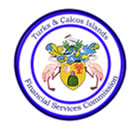 Turks & Caicos Islands
Financial Services Commission